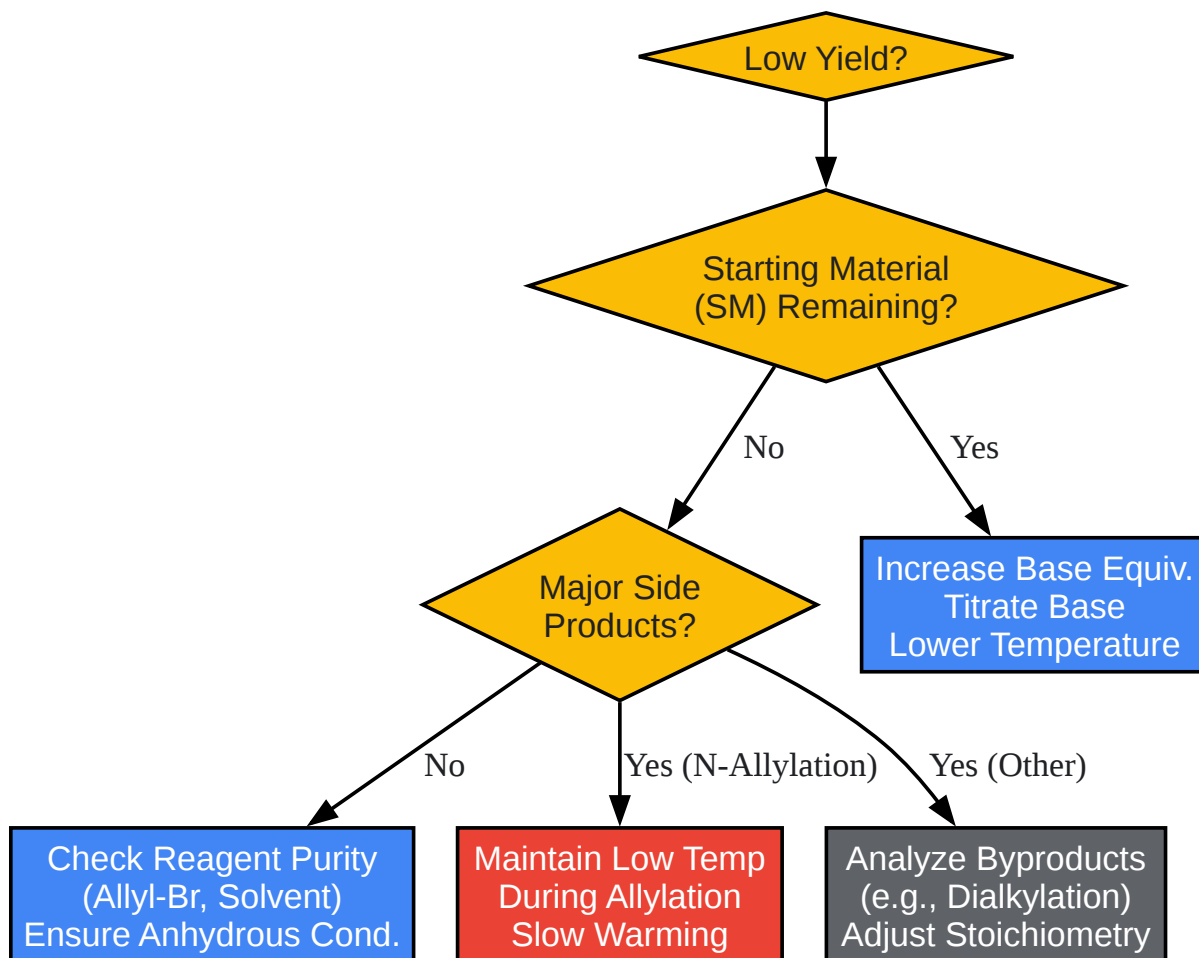 Low Yield?
Starting Material
(SM) Remaining?
No
Yes
Major Side
Products?
Increase Base Equiv.
Titrate Base
Lower Temperature
No
Yes (N-Allylation)
Yes (Other)
Check Reagent Purity
(Allyl-Br, Solvent)
Ensure Anhydrous Cond.
Maintain Low Temp
During Allylation
Slow Warming
Analyze Byproducts
(e.g., Dialkylation)
Adjust Stoichiometry